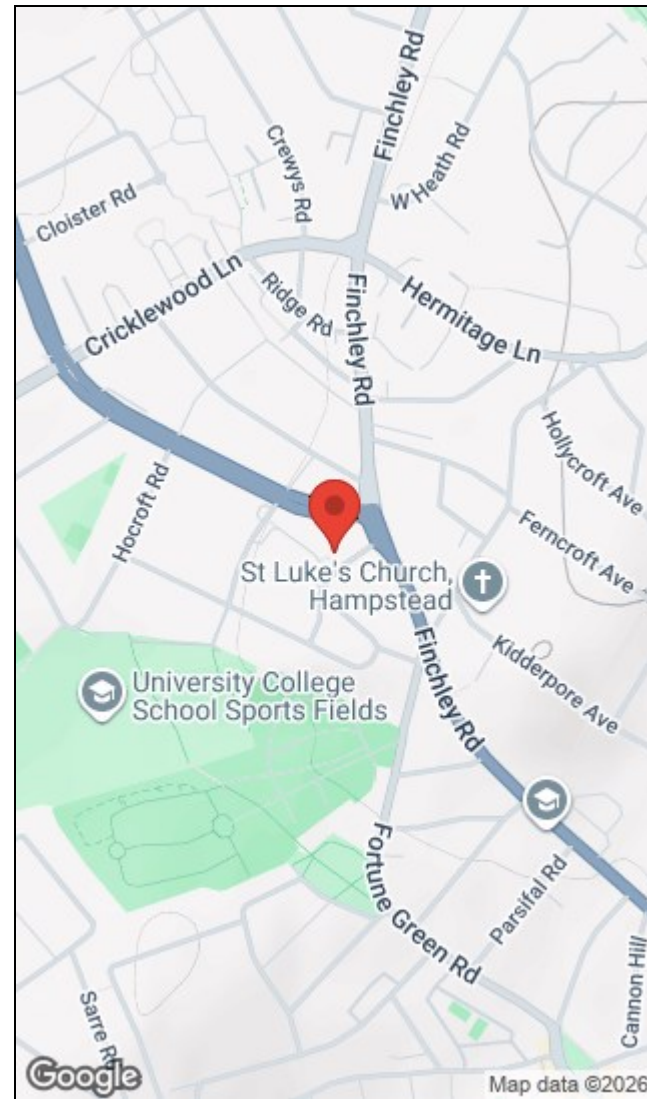 Finchley Rd
Crewys Rd
W Heath Rd
Cloister Rd
Cricklewood Ln
Ridge Rd
Finchley Rd
Hermitage Ln
Hollycroft Ave
Hocroft Rd
Ferncroft Ave
St Luke's Church,
Hampstead
Finchley Rd
Kidderpore Ave
University College
School Sports Fields
Fortune Green Rd
Parsifal Rd
Cannon Hill
Sarre Rd
Google
Map data ©2026